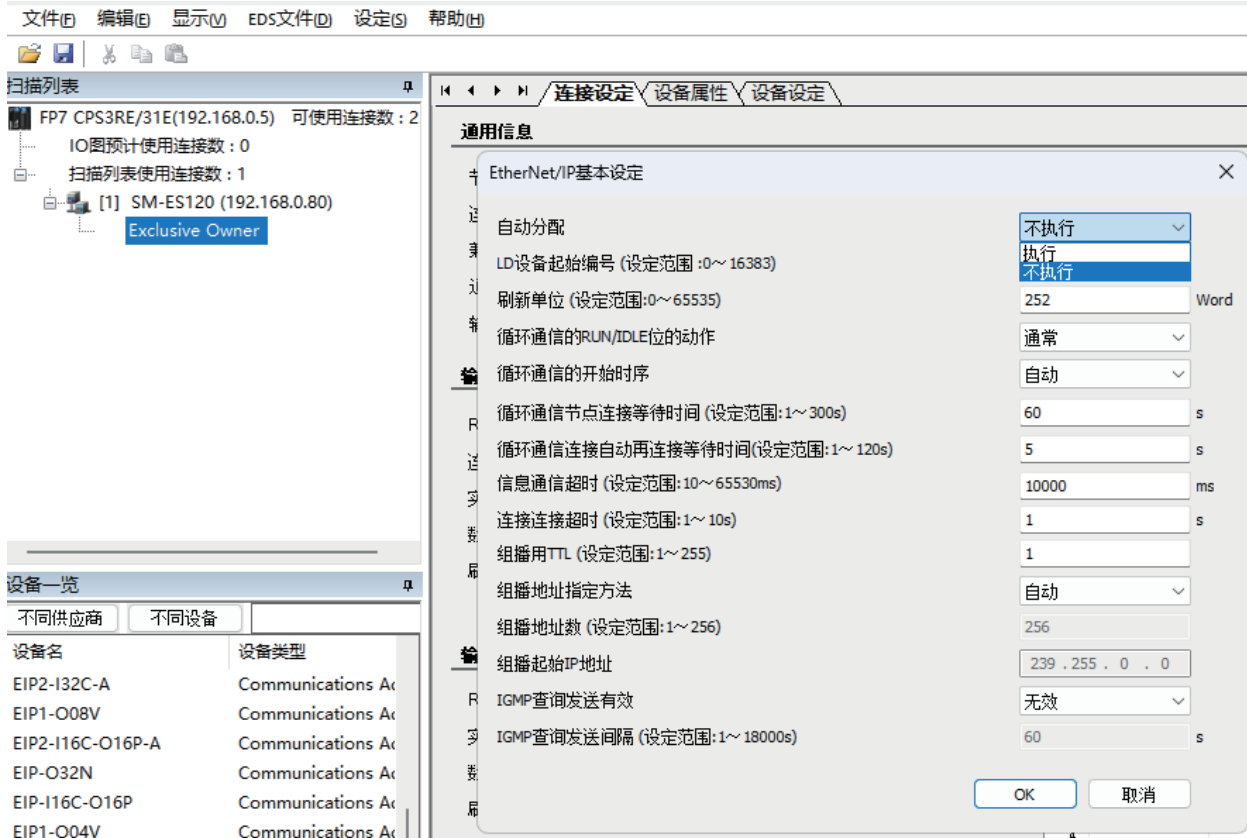 文件(F) 编辑(E) 显示(V) EDS文件(D) 设定(S) 帮助(H)
扫描列表
FP7 CPS3RE/31E(192.168.0.5) 可使用连接数 : 2
IO图预计使用连接数 : 0
扫描列表使用连接数 : 1
[1] SM-ES120 (192.168.0.80)
Exclusive Owner
设备一览
不同供应商 不同设备
设备名 设备类型
EIP2-I32C-A Communications
EIP1-O08V Communications
EIP2-I16C-O16P-A Communications
EIP-O32N Communications
EIP-I16C-O16P Communications
EIP1-O04V Communications
连接设定 设备属性 设备设定
通用信息
EtherNet/IP基本设定
自动分配 不执行
执行
不执行
LD设备起始编号 (设定范围 :0～16383)
刷新单位 (设定范围:0～65535) 252 Word
循环通信的RUN/IDLE位的动作 通常
循环通信的开始时序 自动
循环通信节点连接等待时间 (设定范围:1～300s) 60 s
循环通信连接自动再连接等待时间(设定范围:1～120s) 5 s
信息通信超时 (设定范围:10～65530ms) 10000 ms
连接连接超时 (设定范围:1～10s) 1 s
组播用TTL (设定范围:1～255) 1
组播地址指定方法 自动
组播地址数 (设定范围:1～256) 256
组播起始IP地址 239 . 255 . 0 . 0
IGMP查询发送有效 无效
IGMP查询发送间隔 (设定范围:1～18000s) 60 s
OK 取消